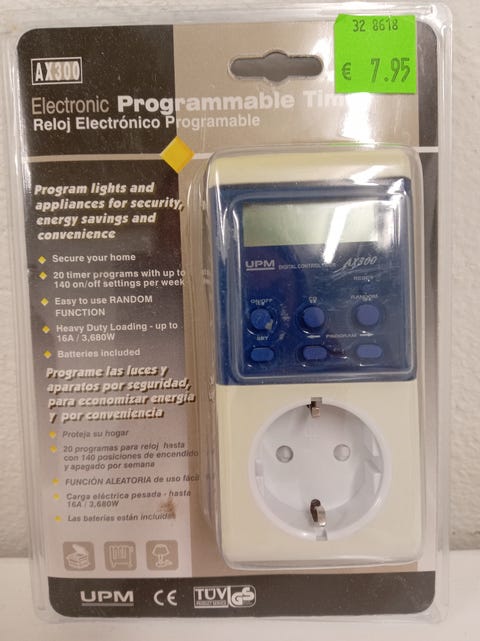 32 8618
€ 7.95
AX300
Electronic Programmable Tim
Reloj Electrónico Programable
Program lights and
appliances for security,
energy savings and
convenience
Secure your home
20 timer programs with up to
140 on/off settings per week
Easy to use RANDOM
FUNCTION
Heavy Duty Loading - up to
16A / 3,680W
Batteries included
Programe las luces y
aparatos por seguridad,
para economizar energía
y por conveniencia
Proteja su hogar
20 programas para reloj hasta
con 140 posiciones de encendido
y apagado por semana
FUNCIÓN ALEATORIA de uso fácil
Carga eléctrica pesada - hasta
16A / 3,680W
Las baterías están incluidas
UPM DIGITAL CONTROL TIMER AX300
RESET
ON/OFF RANDOM
SET PROGRAM
UPM CE TÜV GS
PRODUCT SERVICE